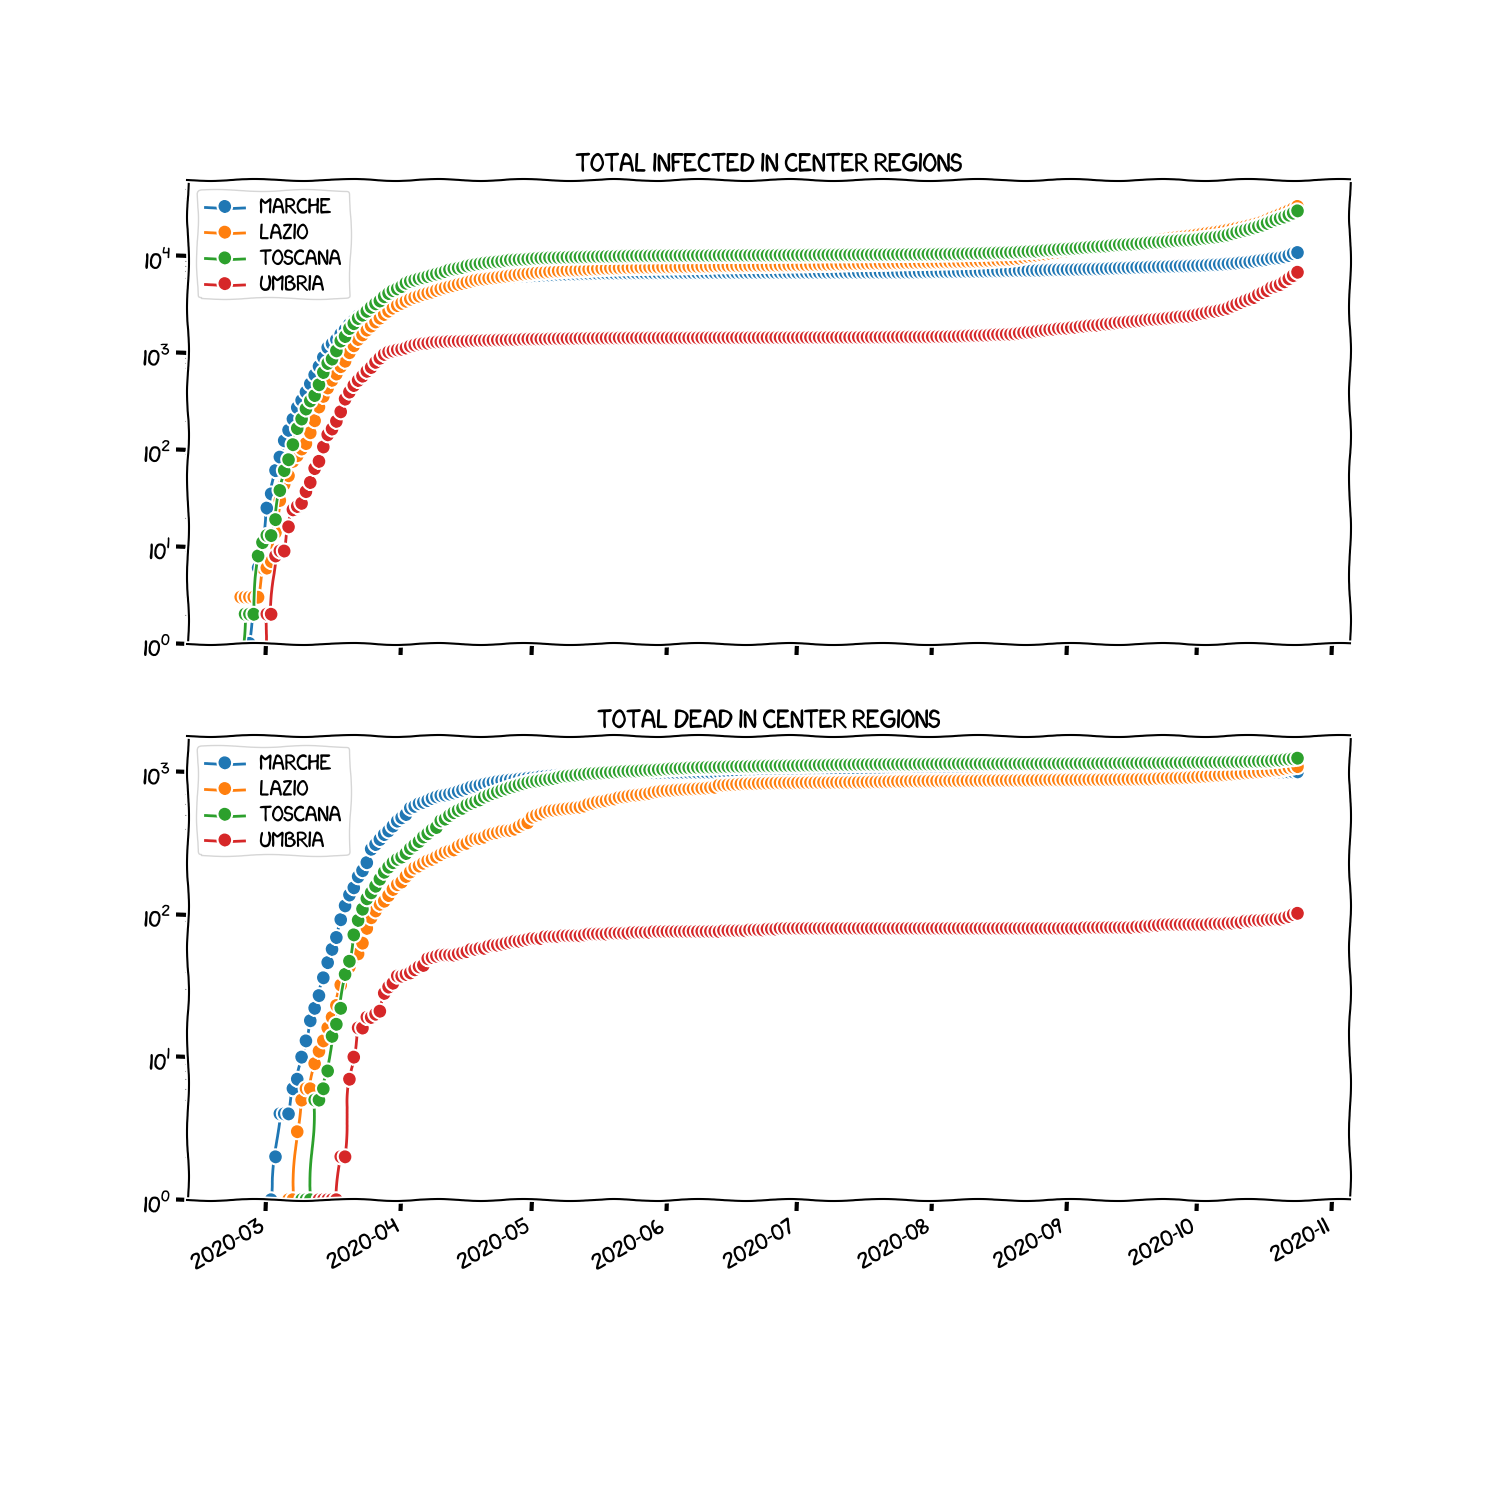 TOTAL INFECTED IN CENTER REGIONS
MARCHE
LAZIO
TOSCANA
UMBRIA
10⁴
10³
10²
10¹
10⁰
TOTAL DEAD IN CENTER REGIONS
MARCHE
LAZIO
TOSCANA
UMBRIA
10³
10²
10¹
10⁰
2020-03 2020-04 2020-05 2020-06 2020-07 2020-08 2020-09 2020-10 2020-11